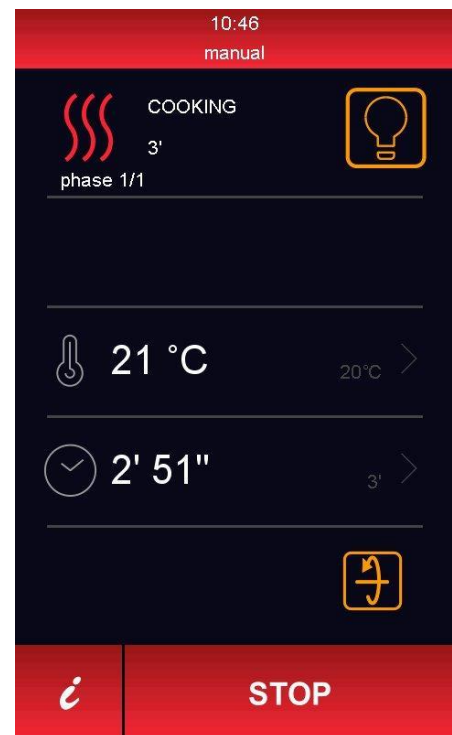 10:46
manual
COOKING
3'
phase 1/1
21 °C
20°C
2' 51"
3'
i
STOP